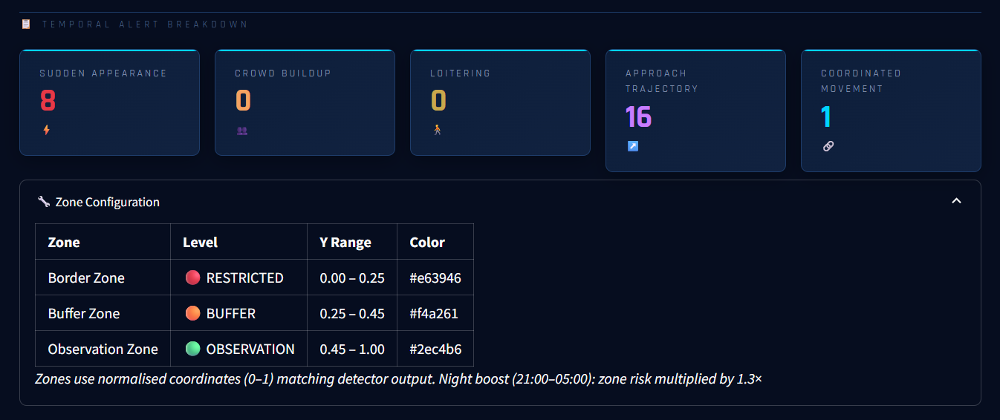 TEMPORAL ALERT BREAKDOWN
SUDDEN APPEARANCE
8
CROWD BUILDUP
0
LOITERING
0
APPROACH
TRAJECTORY
16
COORDINATED
MOVEMENT
1
Zone Configuration
Zone Level Y Range Color
Border Zone RESTRICTED 0.00 – 0.25 #e63946
Buffer Zone BUFFER 0.25 – 0.45 #f4a261
Observation Zone OBSERVATION 0.45 – 1.00 #2ec4b6
Zones use normalised coordinates (0–1) matching detector output. Night boost (21:00–05:00): zone risk multiplied by 1.3×